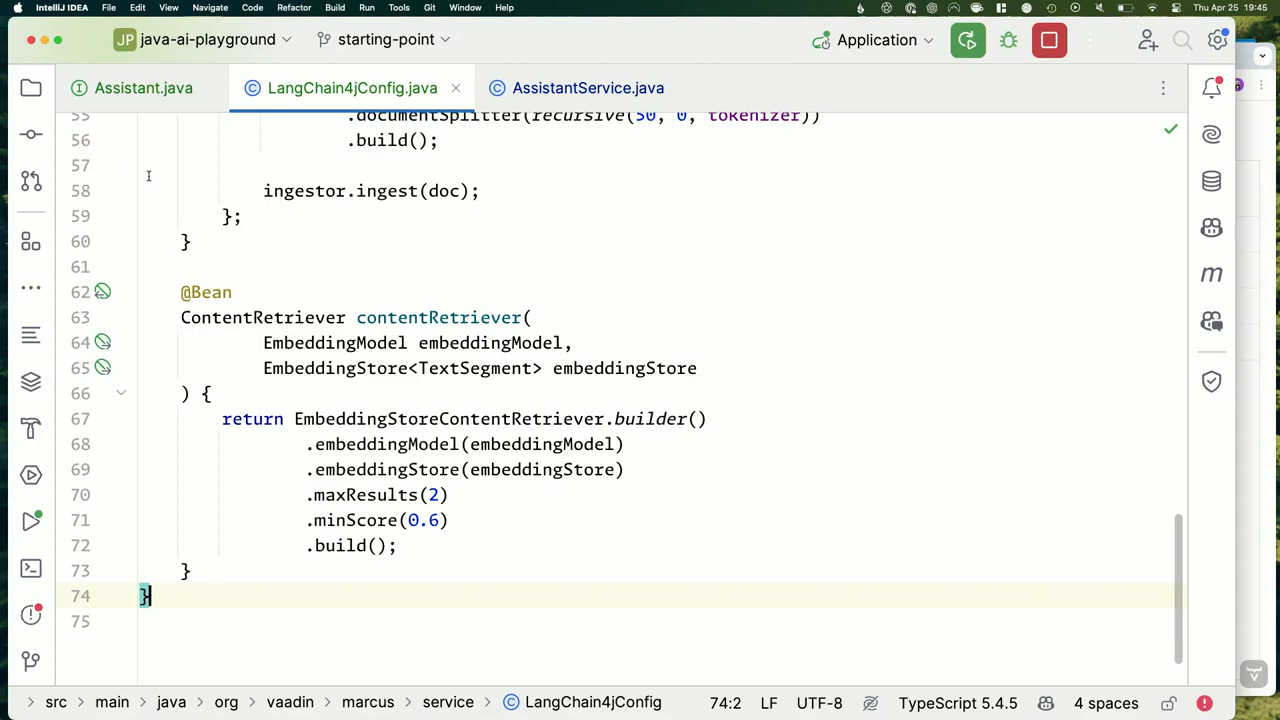 IntelliJ IDEA File Edit View Navigate Code Refactor Build Run Tools Git Window Help Thu Apr 25 19:45
JP java-ai-playground starting-point Application
Assistant.java LangChain4jConfig.java AssistantService.java
55 .documentSplitter(recursive(50, 0, tokenizer))
56 .build();
57
58 ingestor.ingest(doc);
59 };
60 }
61
62 @Bean
63 ContentRetriever contentRetriever(
64 EmbeddingModel embeddingModel,
65 EmbeddingStore<TextSegment> embeddingStore
66 ) {
67 return EmbeddingStoreContentRetriever.builder()
68 .embeddingModel(embeddingModel)
69 .embeddingStore(embeddingStore)
70 .maxResults(2)
71 .minScore(0.6)
72 .build();
73 }
74 }
75
src main java org vaadin marcus service LangChain4jConfig 74:2 LF UTF-8 TypeScript 5.4.5 4 spaces